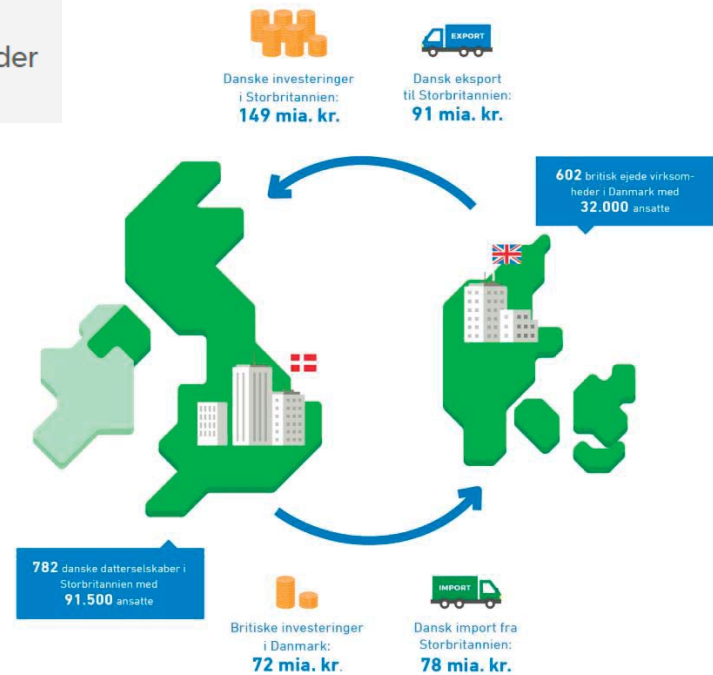 der
Danske investeringer
i Storbritannien:
149 mia. kr.
EXPORT
Dansk eksport
til Storbritannien:
91 mia. kr.
602 britisk ejede virksom-
heder i Danmark med
32.000 ansatte
782 danske datterselskaber i
Storbritannien med
91.500 ansatte
Britiske investeringer
i Danmark:
72 mia. kr.
IMPORT
Dansk import fra
Storbritannien:
78 mia. kr.